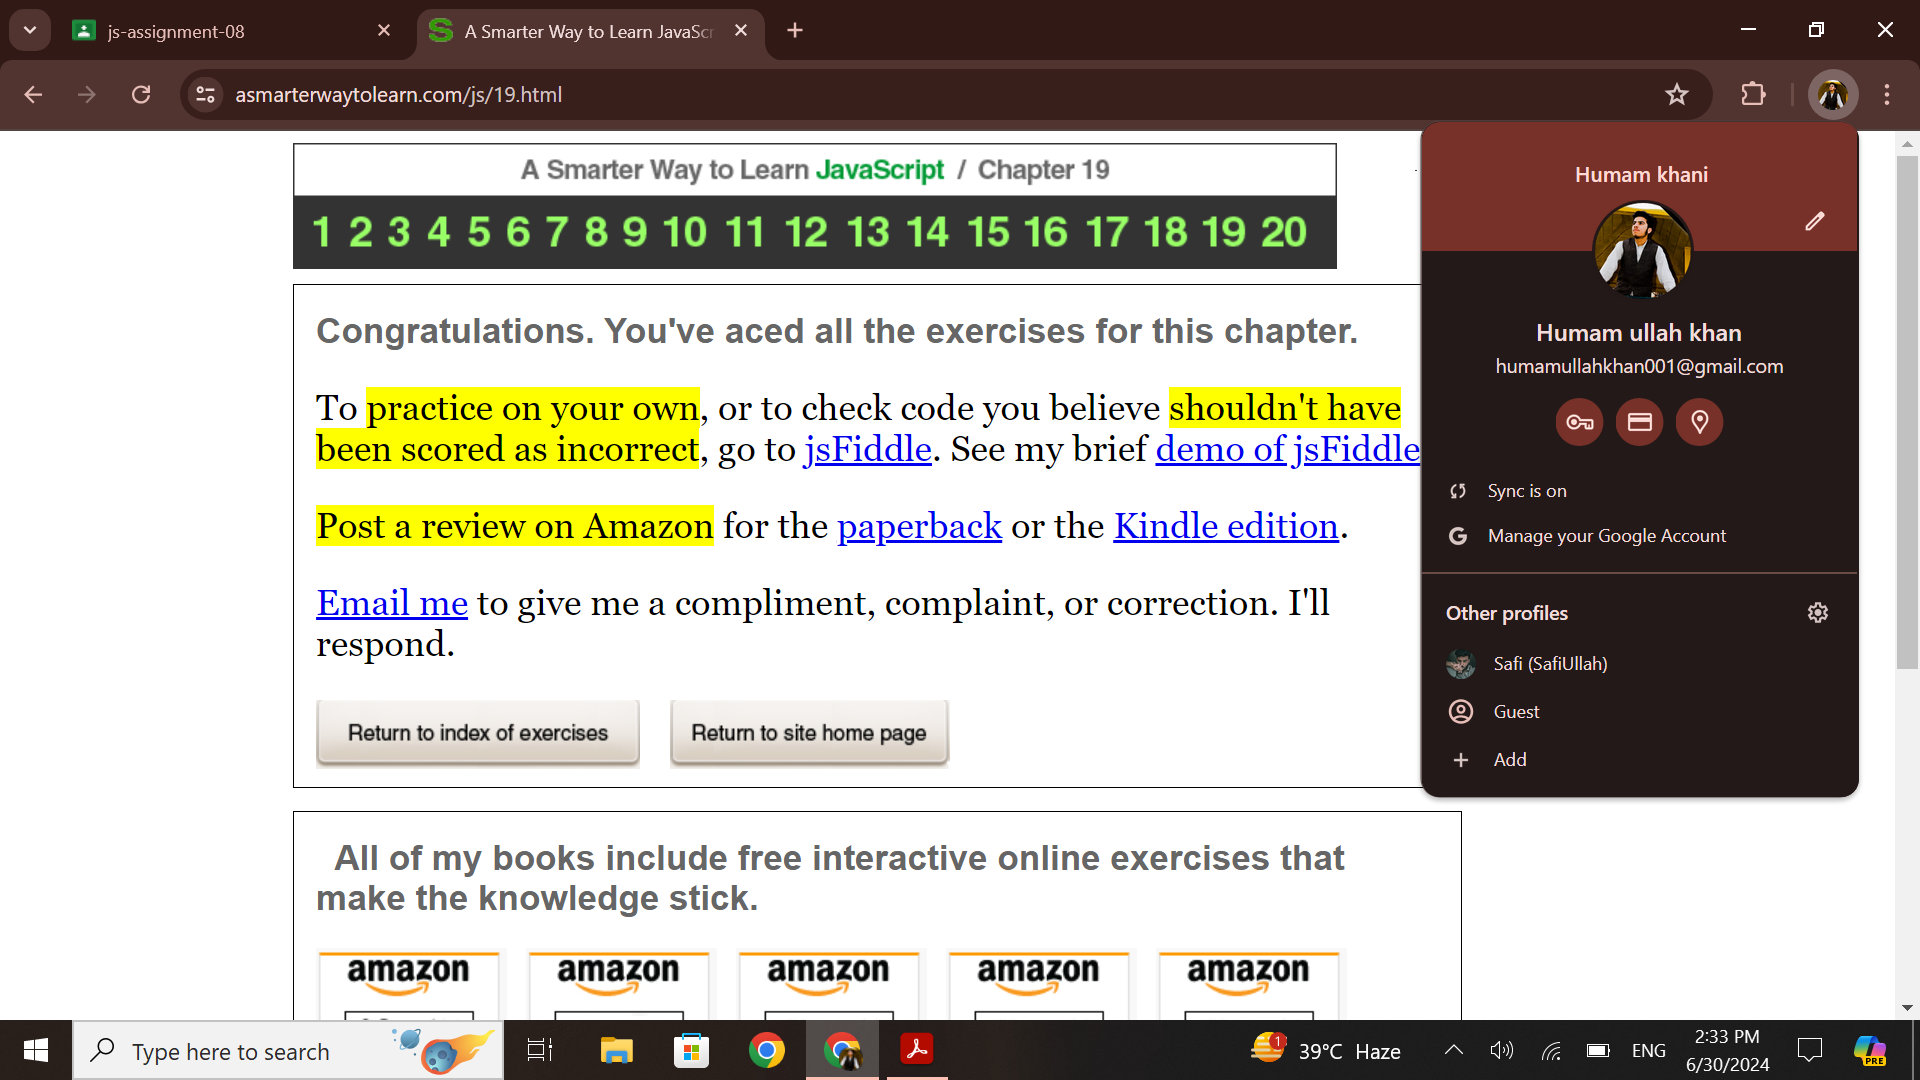 js-assignment-08
A Smarter Way to Learn JavaScr
asmarterwaytolearn.com/js/19.html
A Smarter Way to Learn JavaScript / Chapter 19
1 2 3 4 5 6 7 8 9 10 11 12 13 14 15 16 17 18 19 20
Congratulations. You've aced all the exercises for this chapter.
To practice on your own, or to check code you believe shouldn't have
been scored as incorrect, go to jsFiddle. See my brief demo of jsFiddle
Post a review on Amazon for the paperback or the Kindle edition.
Email me to give me a compliment, complaint, or correction. I'll
respond.
Return to index of exercises
Return to site home page
All of my books include free interactive online exercises that
make the knowledge stick.
amazon amazon amazon amazon amazon
Humam khani
Humam ullah khan
humamullahkhan001@gmail.com
Sync is on
Manage your Google Account
Other profiles
Safi (SafiUllah)
Guest
Add
Type here to search
1
39°C Haze
ENG
2:33 PM
6/30/2024
PRE